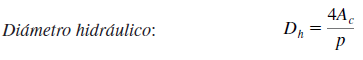 Diámetro hidráulico: D_h = 4A_c / p